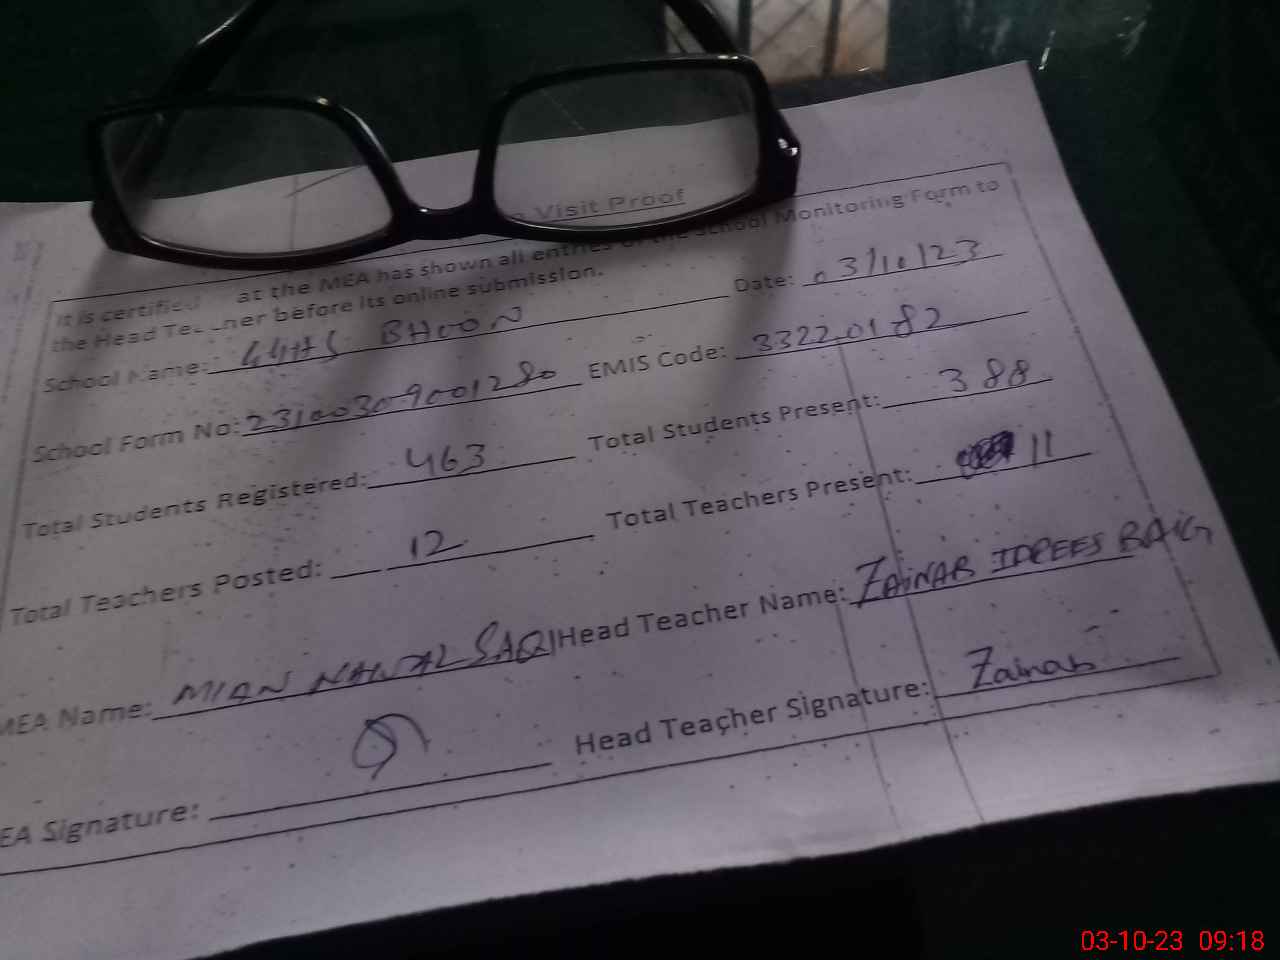 Visit Proof
It is certified at the MEA has shown all entries of the School Monitoring Form to
the Head Teacher before its online submission.
School Name: GGHS BHOON Date: 03/10/23
School Form No: 23100309001280 EMIS Code: 33220182
Total Students Registered: 463 Total Students Present: 388
Total Teachers Posted: 12 Total Teachers Present: 11
MEA Name: MIAN NAWAL SAQI Head Teacher Name: ZAINAB IDREES BAIG
EA Signature: Head Teacher Signature: Zainab
03-10-23 09:18